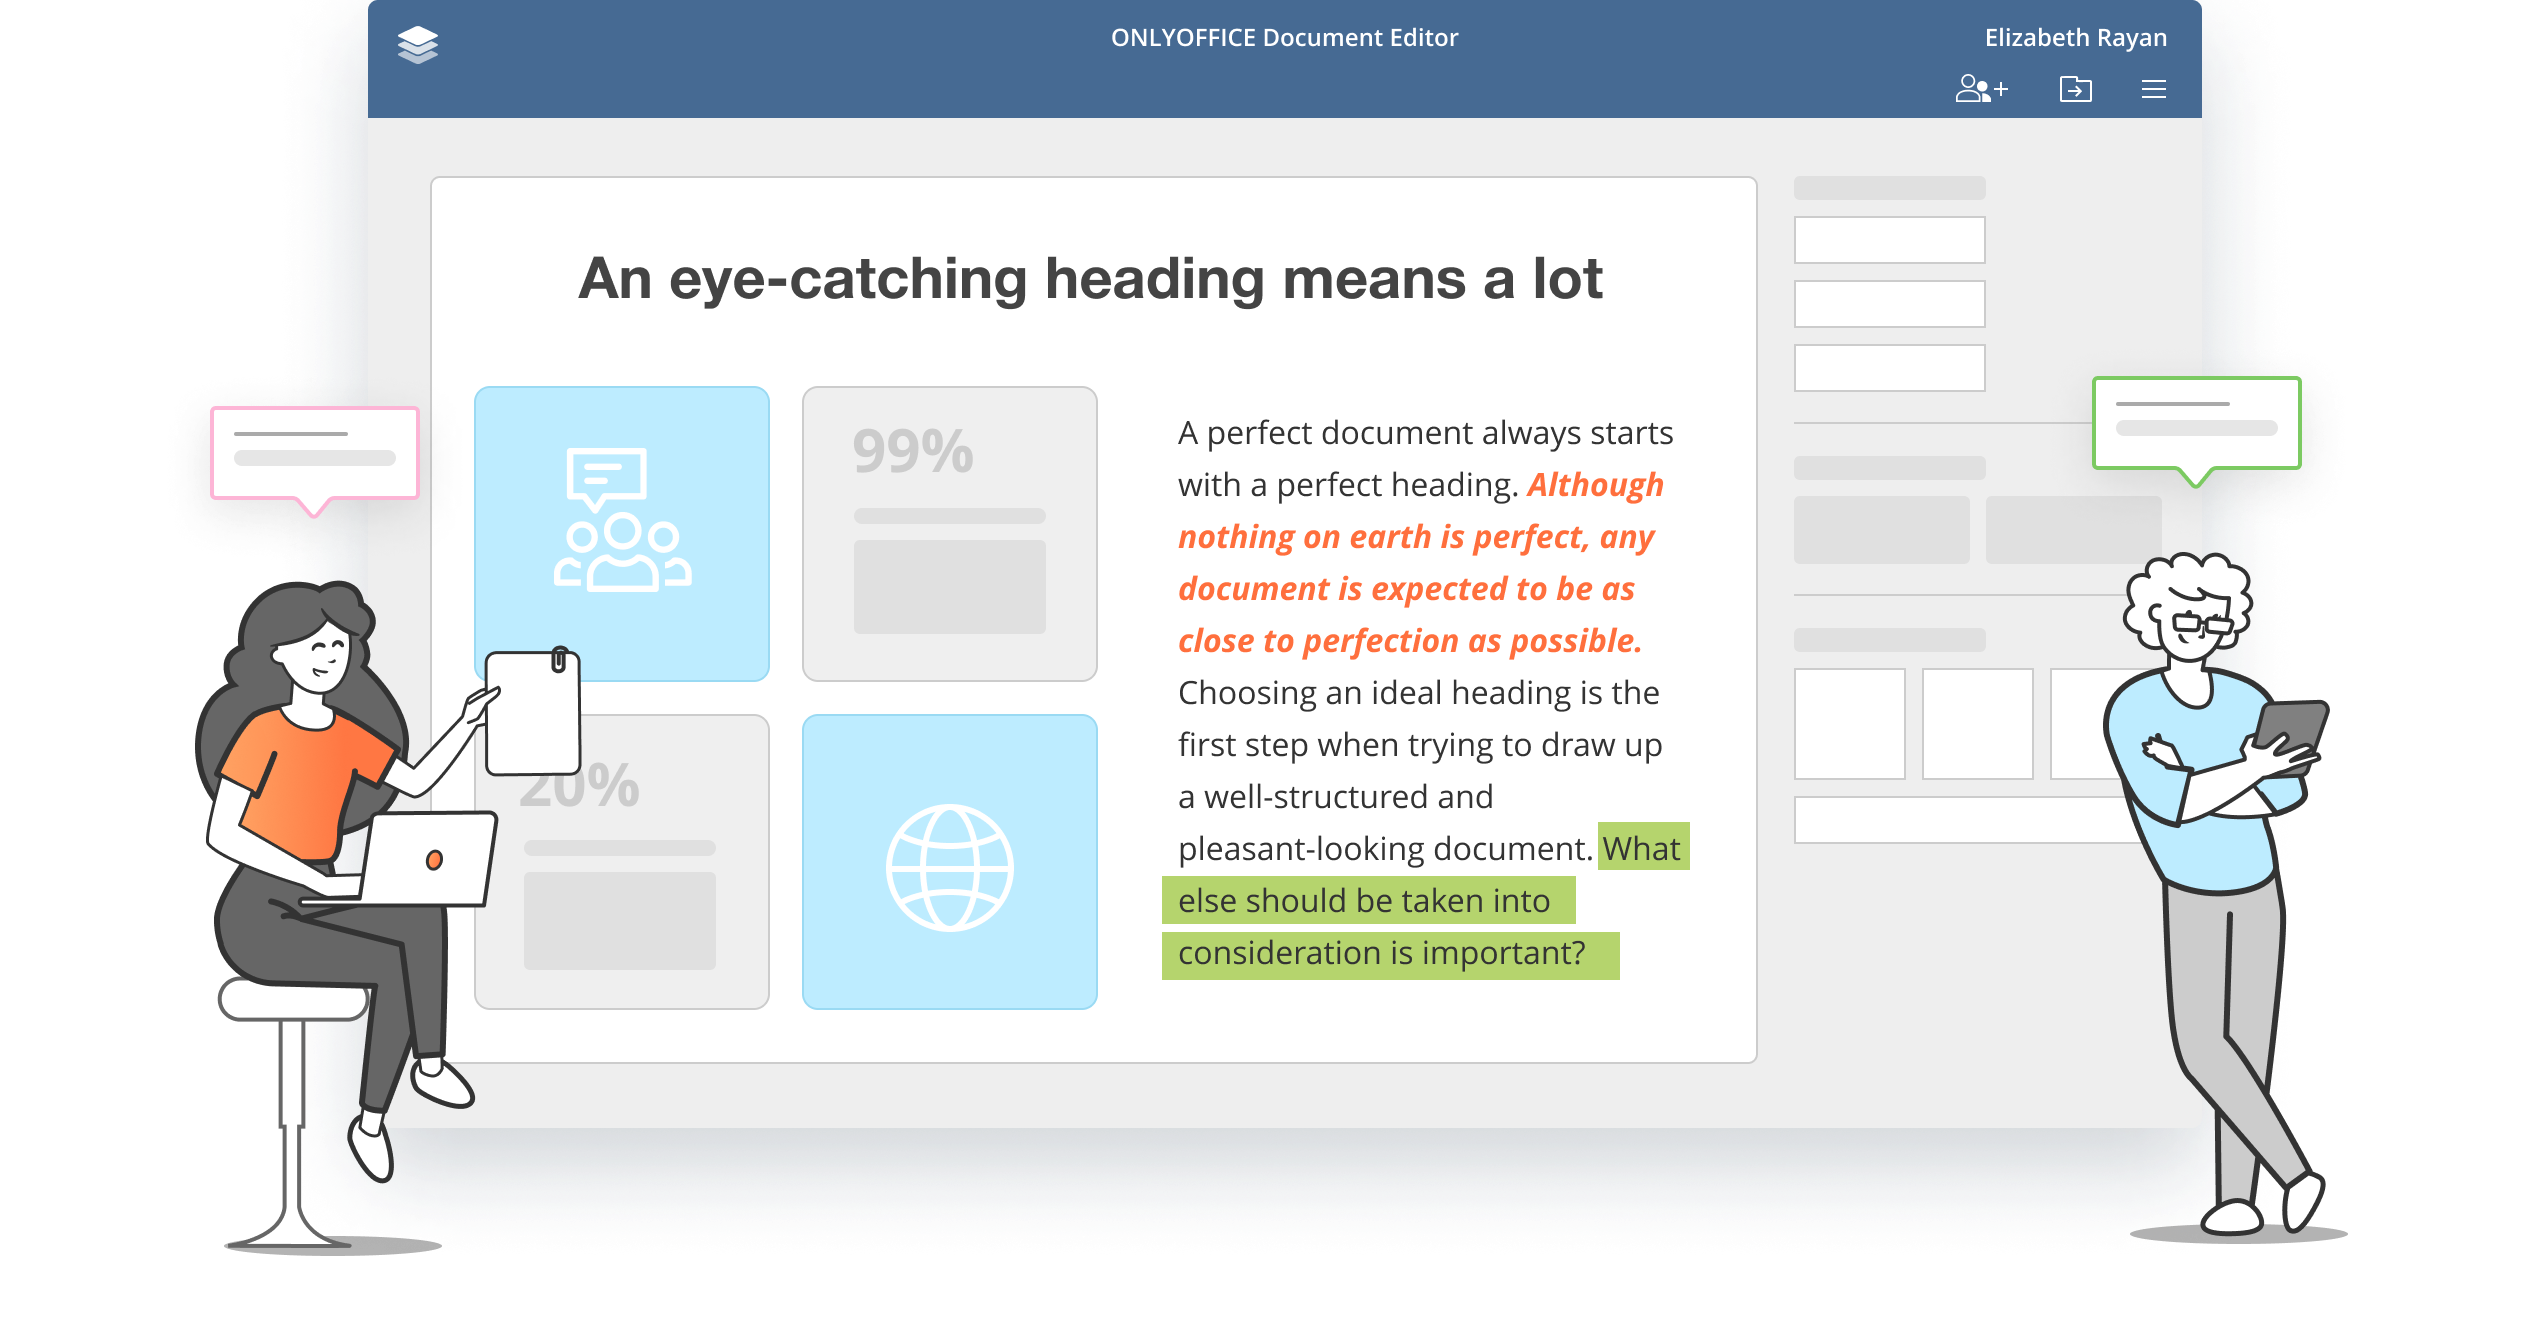 ONLYOFFICE Document Editor
Elizabeth Rayan
An eye-catching heading means a lot
99%
20%
A perfect document always starts
with a perfect heading. Although
nothing on earth is perfect, any
document is expected to be as
close to perfection as possible.
Choosing an ideal heading is the
first step when trying to draw up
a well-structured and
pleasant-looking document. What
else should be taken into
consideration is important?